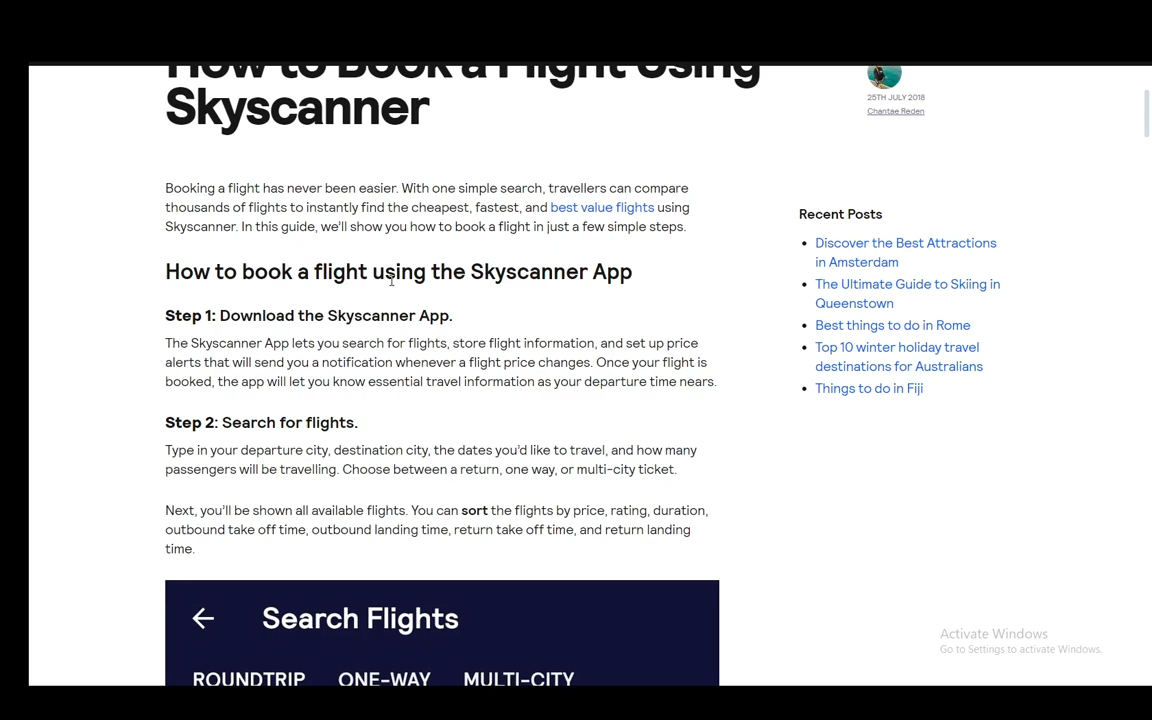 How to Book a Flight Using
Skyscanner
25TH JULY 2018
Chantae Reden
Booking a flight has never been easier. With one simple search, travellers can compare
thousands of flights to instantly find the cheapest, fastest, and best value flights using
Skyscanner. In this guide, we’ll show you how to book a flight in just a few simple steps.
How to book a flight using the Skyscanner App
Step 1: Download the Skyscanner App.
The Skyscanner App lets you search for flights, store flight information, and set up price
alerts that will send you a notification whenever a flight price changes. Once your flight is
booked, the app will let you know essential travel information as your departure time nears.
Step 2: Search for flights.
Type in your departure city, destination city, the dates you’d like to travel, and how many
passengers will be travelling. Choose between a return, one way, or multi-city ticket.
Next, you’ll be shown all available flights. You can sort the flights by price, rating, duration,
outbound take off time, outbound landing time, return take off time, and return landing
time.
Search Flights
ROUNDTRIP ONE-WAY MULTI-CITY
Recent Posts
Discover the Best Attractions
in Amsterdam
The Ultimate Guide to Skiing in
Queenstown
Best things to do in Rome
Top 10 winter holiday travel
destinations for Australians
Things to do in Fiji
Activate Windows
Go to Settings to activate Windows.